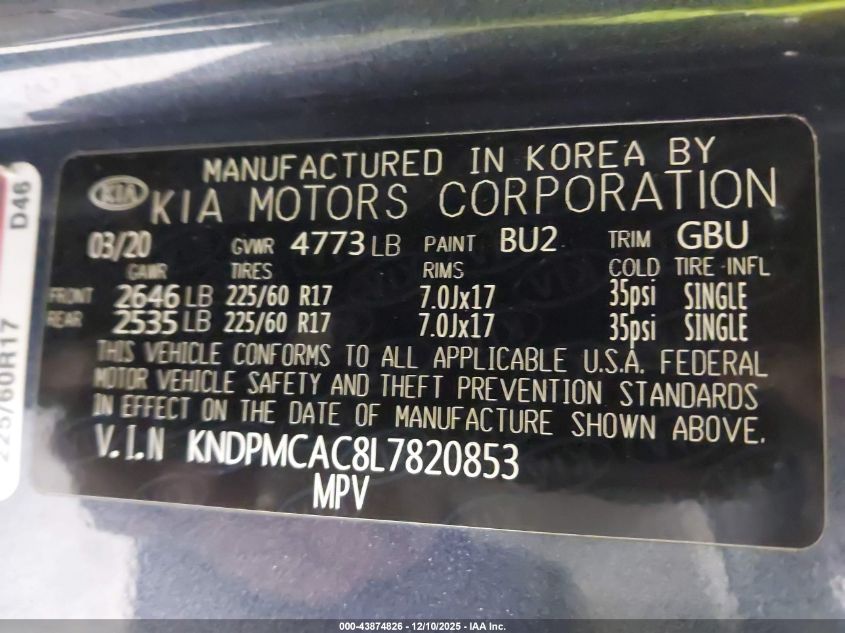 MANUFACTURED IN KOREA BY
KIA KIA MOTORS CORPORATION
03/20 GVWR 4773 LB PAINT BU2 TRIM GBU
GAWR TIRES RIMS COLD TIRE-INFL
FRONT 2646 LB 225/60 R17 7.0Jx17 35psi SINGLE
REAR 2535 LB 225/60 R17 7.0Jx17 35psi SINGLE
THIS VEHICLE CONFORMS TO ALL APPLICABLE U.S.A. FEDERAL
MOTOR VEHICLE SAFETY AND THEFT PREVENTION STANDARDS
IN EFFECT ON THE DATE OF MANUFACTURE SHOWN ABOVE.
V.I.N KNDPMCAC8L7820853
MPV
D46
225/60R17
000-43874826 - 12/10/2025 - IAA Inc.